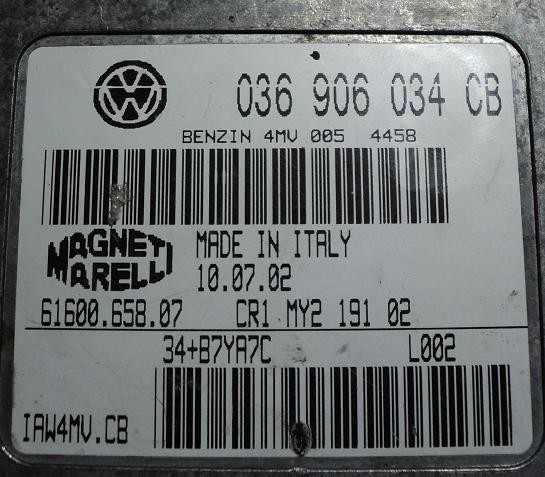 036 906 034 CB
BENZIN 4MV 005 4458
MAGNETI
MARELLI
MADE IN ITALY
10.07.02
61600.658.07 CR1 MY2 191 02
34+B7YA7C L002
IAW4MV.CB